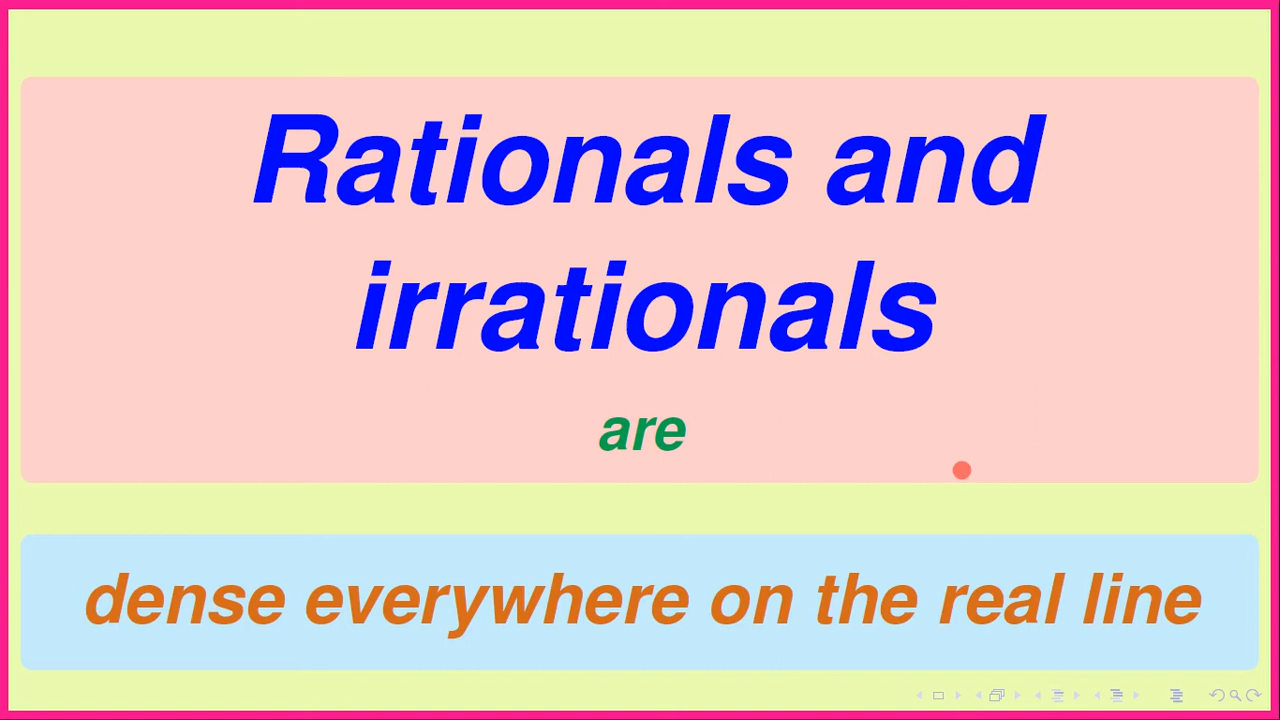 Rationals and
irrationals
are
dense everywhere on the real line